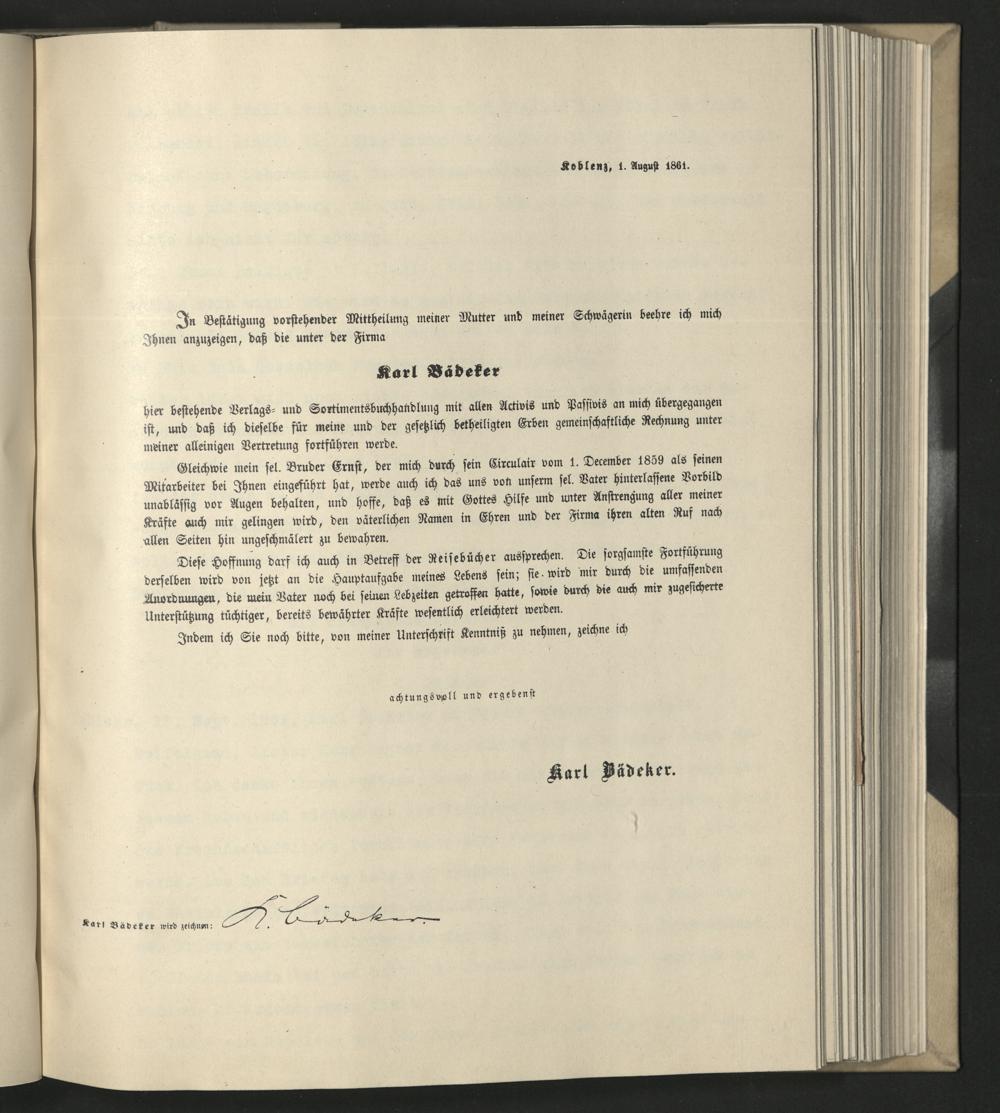 Koblenz, 1. August 1861.
In Bestätigung vorstehender Mittheilung meiner Mutter und meiner Schwägerin beehre ich mich
Ihnen anzuzeigen, daß die unter der Firma
Karl Bädeker
hier bestehende Verlags- und Sortimentsbuchhandlung mit allen Activis und Passivis an mich übergegangen
ist, und daß ich dieselbe für meine und der gesetzlich betheiligten Erben gemeinschaftliche Rechnung unter
meiner alleinigen Vertretung fortführen werde.
Gleichwie mein sel. Bruder Ernst, der mich durch sein Circulair vom 1. December 1859 als seinen
Mitarbeiter bei Ihnen eingeführt hat, werde auch ich das uns von unserm sel. Vater hinterlassene Vorbild
unablässig vor Augen behalten, und hoffe, daß es mit Gottes Hilfe und unter Anstrengung aller meiner
Kräfte auch mir gelingen wird, den väterlichen Namen in Ehren und der Firma ihren alten Ruf nach
allen Seiten hin ungeschmälert zu bewahren.
Diese Hoffnung darf ich auch in Betreff der Reisebücher aussprechen. Die sorgsamste Fortführung
derselben wird von jetzt an die Hauptaufgabe meines Lebens sein; sie wird mir durch die umfassenden
Anordnungen, die mein Vater noch bei seinen Lebzeiten getroffen hatte, sowie durch die auch mir zugesicherte
Unterstützung tüchtiger, bereits bewährter Kräfte wesentlich erleichtert werden.
Indem ich Sie noch bitte, von meiner Unterschrift Kenntniß zu nehmen, zeichne ich
achtungsvoll und ergebenst
Karl Bädeker.
Karl Bädeker wird zeichnen: K. Bädeker.